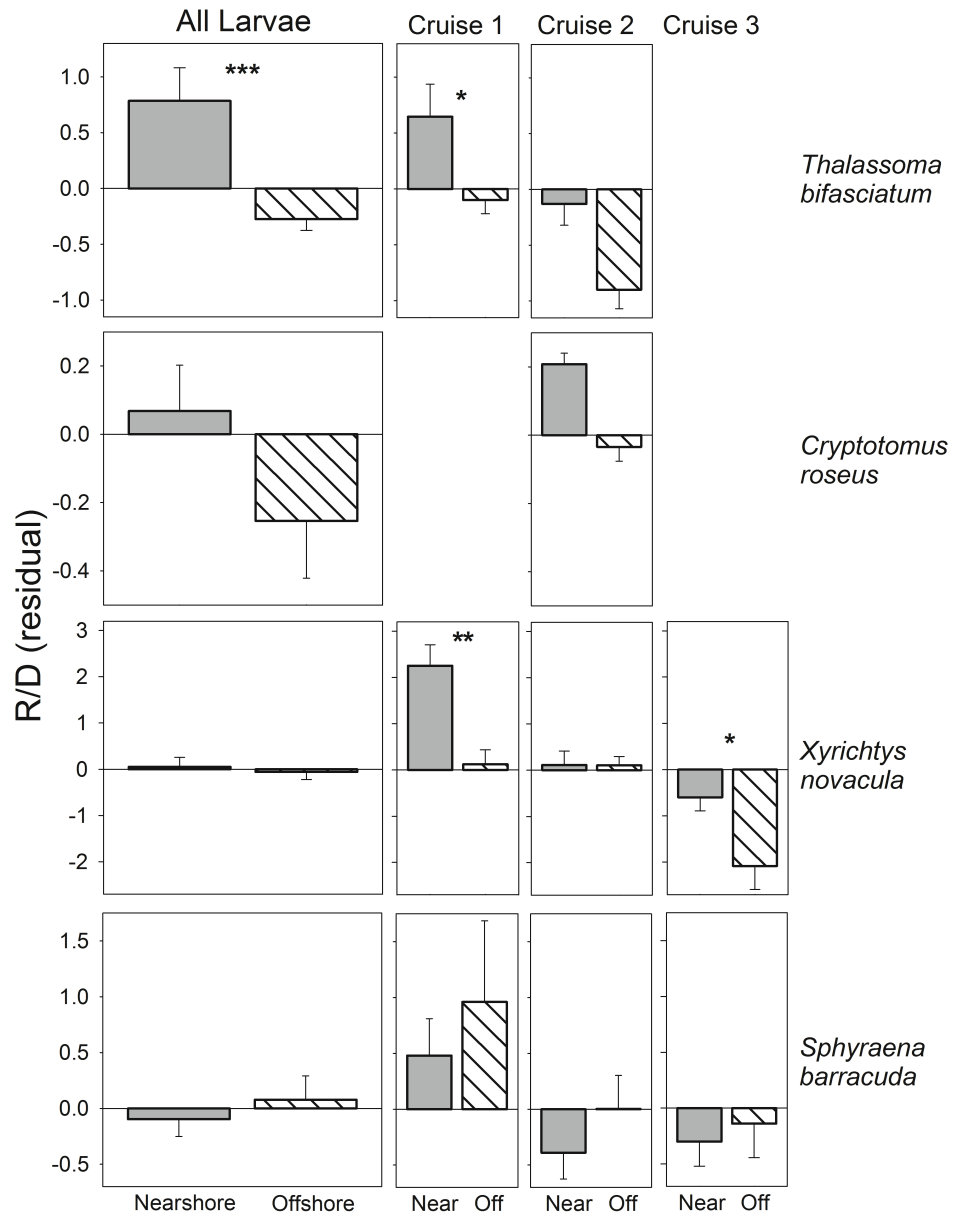 All Larvae
Cruise 1
Cruise 2
Cruise 3
R/D (residual)
1.0
0.5
0.0
-0.5
-1.0
***
*
Thalassoma
bifasciatum
0.2
0.0
-0.2
-0.4
Cryptotomus
roseus
3
2
1
0
-1
-2
**
*
Xyrichtys
novacula
1.5
1.0
0.5
0.0
-0.5
Sphyraena
barracuda
Nearshore Offshore
Near Off
Near Off
Near Off